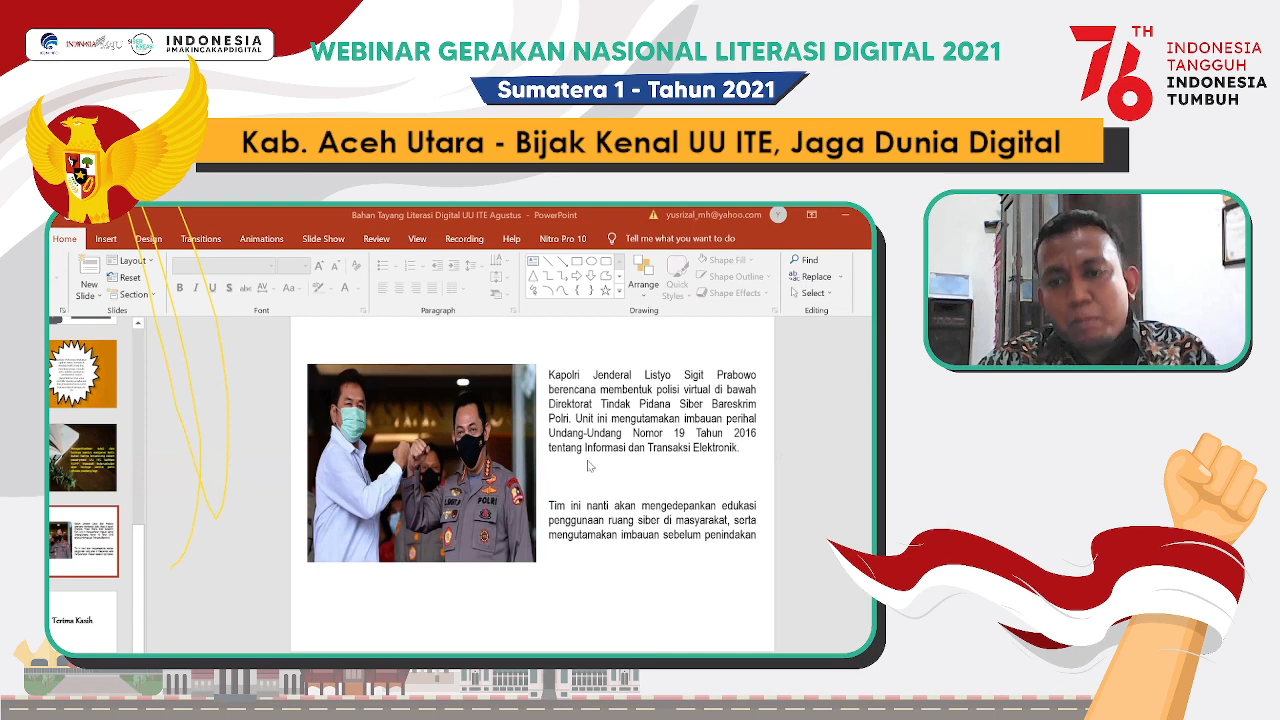 KOMINFO
INDONESIA
#MAKINCAKAPDIGITAL
WEBINAR GERAKAN NASIONAL LITERASI DIGITAL 2021
Sumatera 1 - Tahun 2021
Kab. Aceh Utara - Bijak Kenal UU ITE, Jaga Dunia Digital
76 TH
INDONESIA
TANGGUH
INDONESIA
TUMBUH
Bahan Tayang Literasi Digital UU ITE Agustus - PowerPoint
yusrizal_mh@yahoo.com
Y
Home Insert Design Transitions Animations Slide Show Review View Recording Help Nitro Pro 10 Tell me what you want to do
New
Slide
Layout
Reset
Section
B I U S abc AV Aa A
Arrange
Quick
Styles
Shape Fill
Shape Outline
Shape Effects
Find
Replace
Select
Slides Font Paragraph Drawing Editing
Kapolri Jenderal Listyo Sigit Prabowo
berencana membentuk polisi virtual di bawah
Direktorat Tindak Pidana Siber Bareskrim
Polri. Unit ini mengutamakan imbauan perihal
Undang-Undang Nomor 19 Tahun 2016
tentang Informasi dan Transaksi Elektronik.
Tim ini nanti akan mengedepankan edukasi
penggunaan ruang siber di masyarakat, serta
mengutamakan imbauan sebelum penindakan
POLRI
Terima Kasih